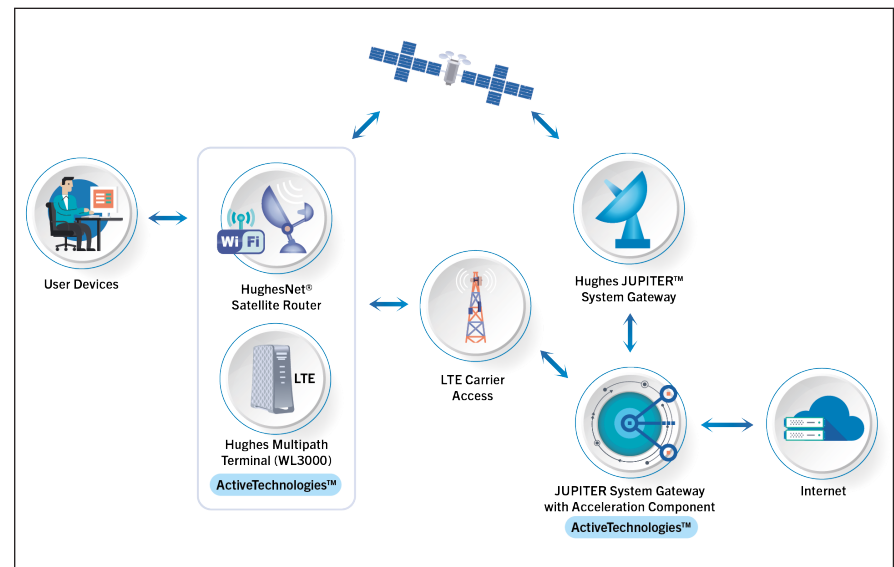 User Devices
Wi Fi
HughesNet®
Satellite Router
LTE
Hughes Multipath
Terminal (WL3000)
ActiveTechnologies™
LTE Carrier
Access
Hughes JUPITER™
System Gateway
JUPITER System Gateway
with Acceleration Component
ActiveTechnologies™
Internet